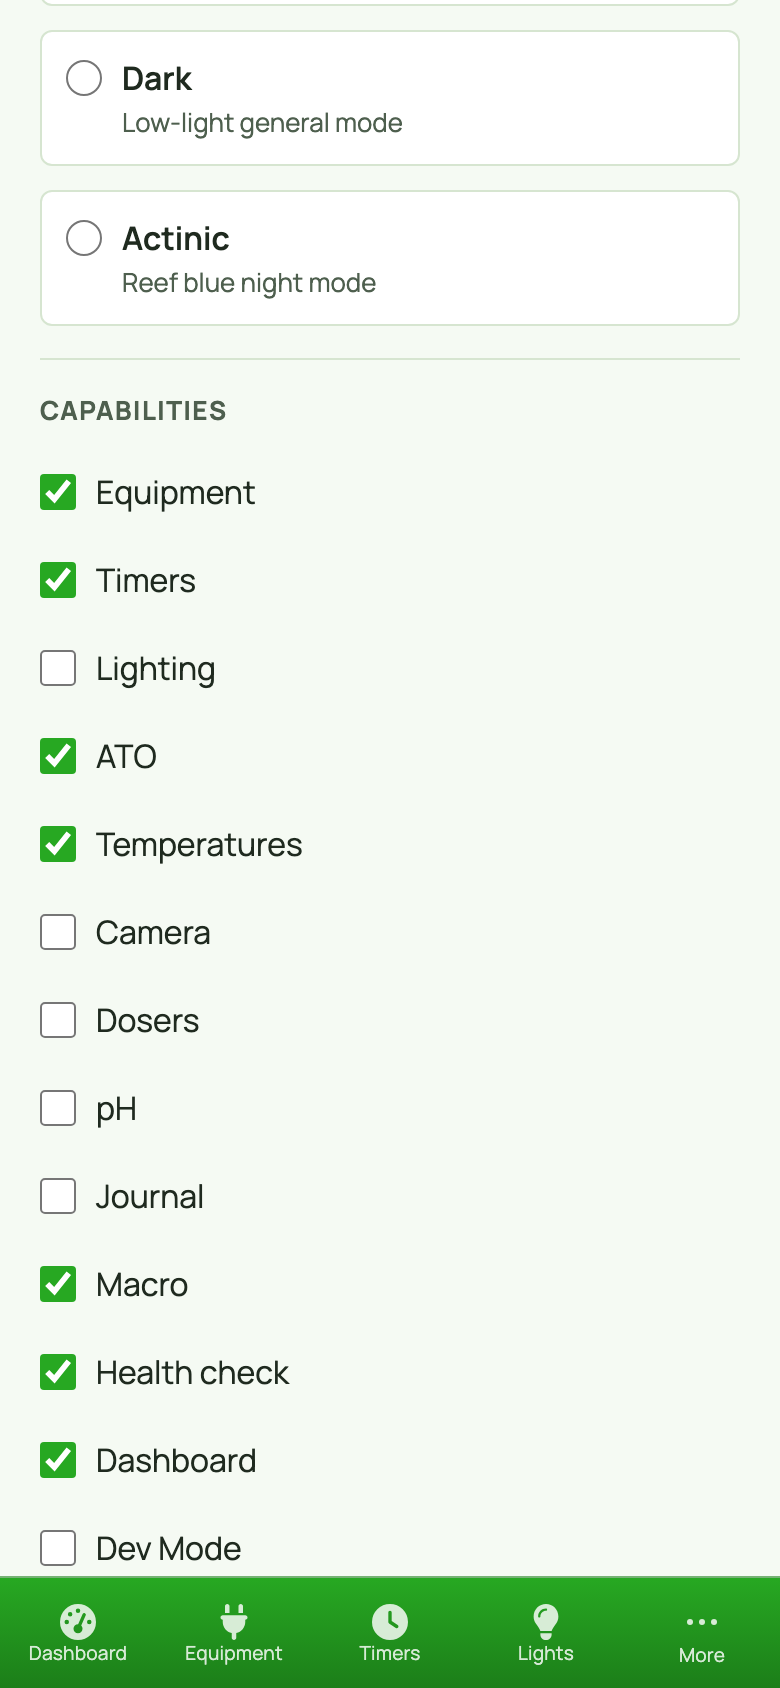 Dark
Low-light general mode
Actinic
Reef blue night mode
CAPABILITIES
Equipment
Timers
Lighting
ATO
Temperatures
Camera
Dosers
pH
Journal
Macro
Health check
Dashboard
Dev Mode
Dashboard
Equipment
Timers
Lights
More